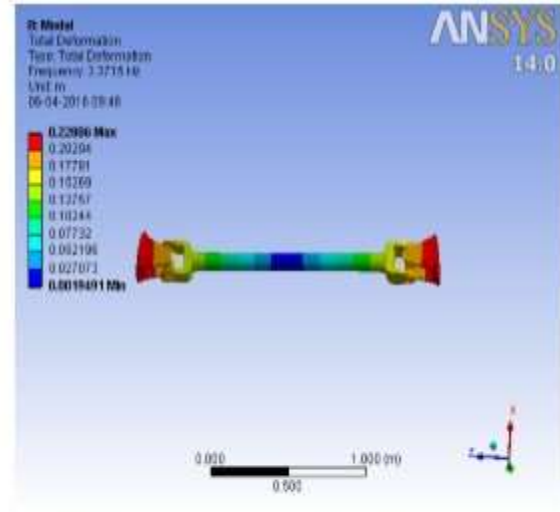 B: Modal
Total Deformation
Type: Total Deformation
Frequency: 3.3715 Hz
Unit: m
06-04-2016 09:48
ANSYS
14.0
0.22886 Max
0.20294
0.17781
0.15269
0.12757
0.10244
0.07732
0.052196
0.027073
0.0019491 Min
0.000
1.000 (m)
0.500